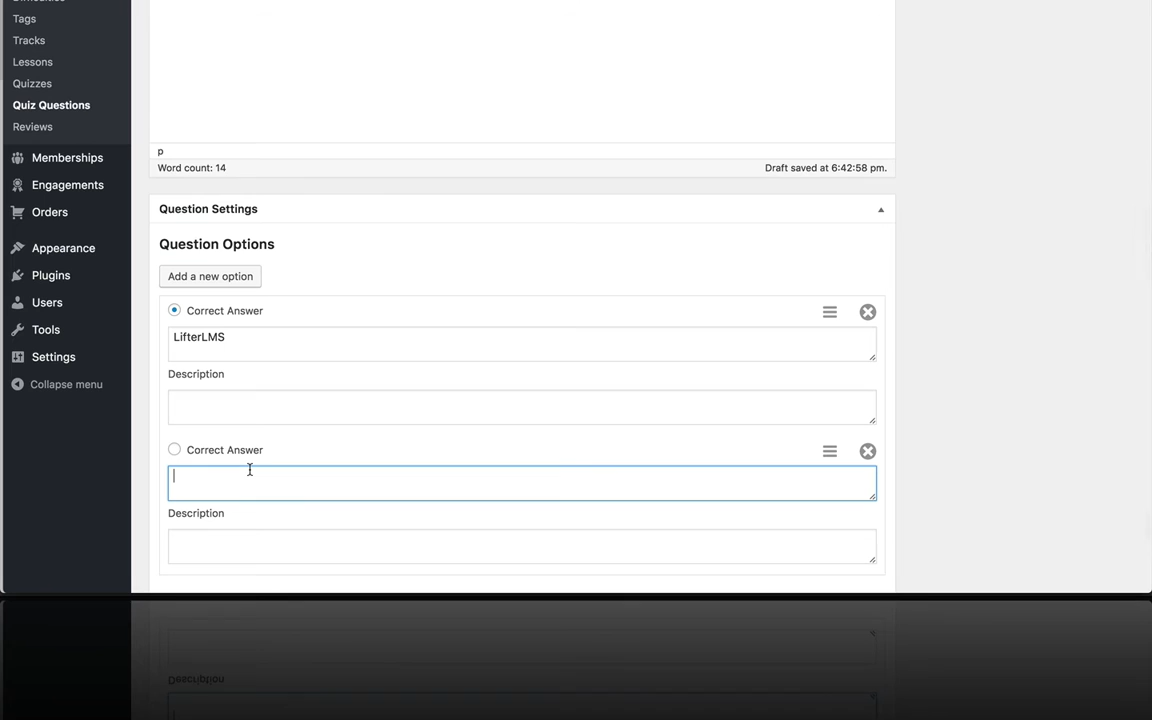 Tags
Tracks
Lessons
Quizzes
Quiz Questions
Reviews
Memberships
Engagements
Orders
Appearance
Plugins
Users
Tools
Settings
Collapse menu
p
Word count: 14
Draft saved at 6:42:58 pm.
Question Settings
Question Options
Add a new option
Correct Answer
LifterLMS
Description
Correct Answer
Description